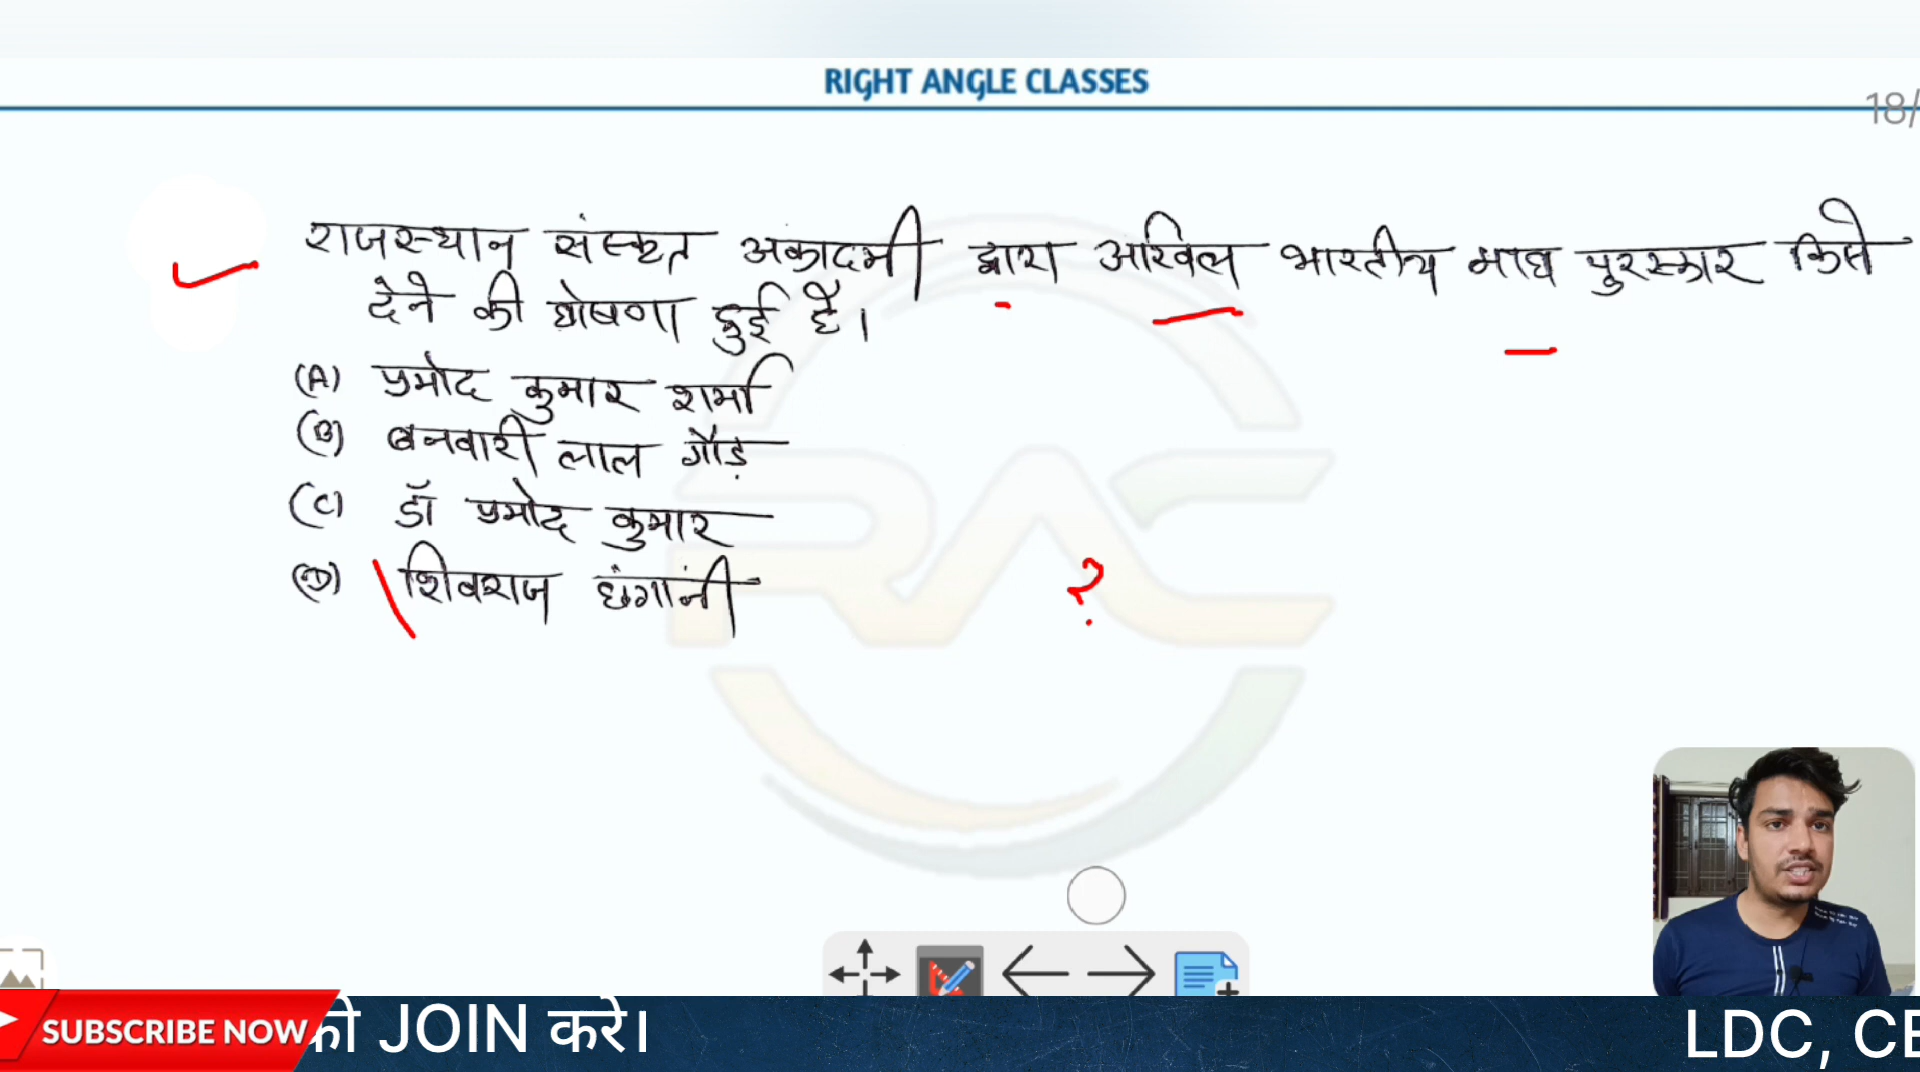 RIGHT ANGLE CLASSES
18/
राजस्थान संस्कृत अकादमी द्वारा अखिल भारतीय माघ पुरस्कार किसे
देने की घोषणा हुई है।
(A) प्रमोद कुमार शर्मा
(B) बनवारी लाल गौड़
(C) डॉ प्रमोद कुमार
(D) शिवराज छंगांनी
?
RAC
SUBSCRIBE NOW को JOIN करे। LDC, CE